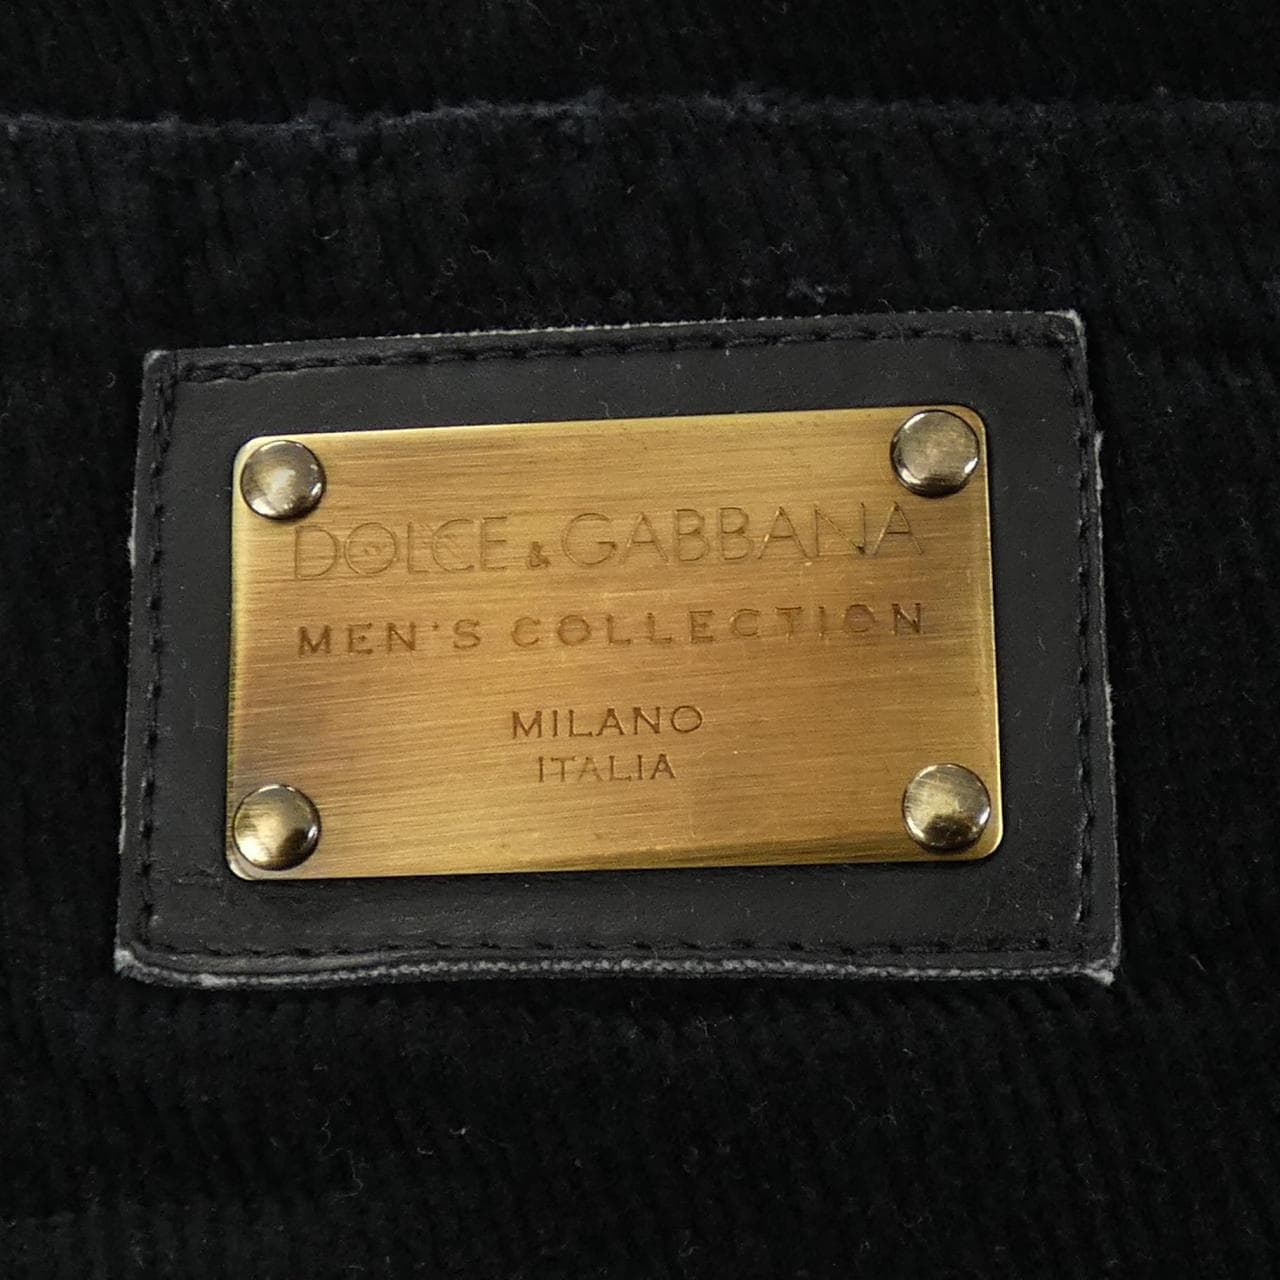 DOLCE & GABBANA
MEN'S COLLECTION
MILANO
ITALIA